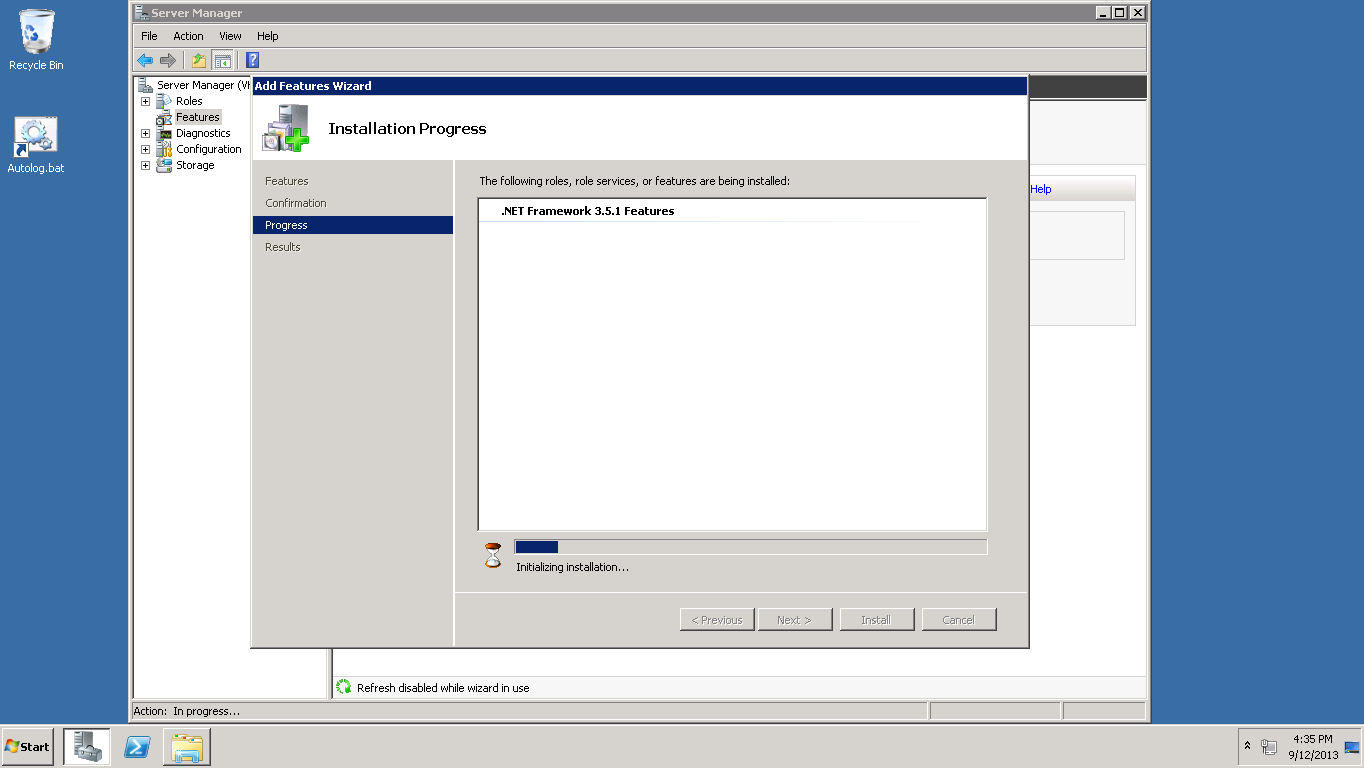 Recycle Bin
Autolog.bat
Server Manager
File Action View Help
Server Manager (VH
Roles
Features
Diagnostics
Configuration
Storage
Add Features Wizard
Installation Progress
Features
Confirmation
Progress
Results
The following roles, role services, or features are being installed:
.NET Framework 3.5.1 Features
Initializing installation...
< Previous Next > Install Cancel
Help
Refresh disabled while wizard in use
Action: In progress...
Start
4:35 PM
9/12/2013